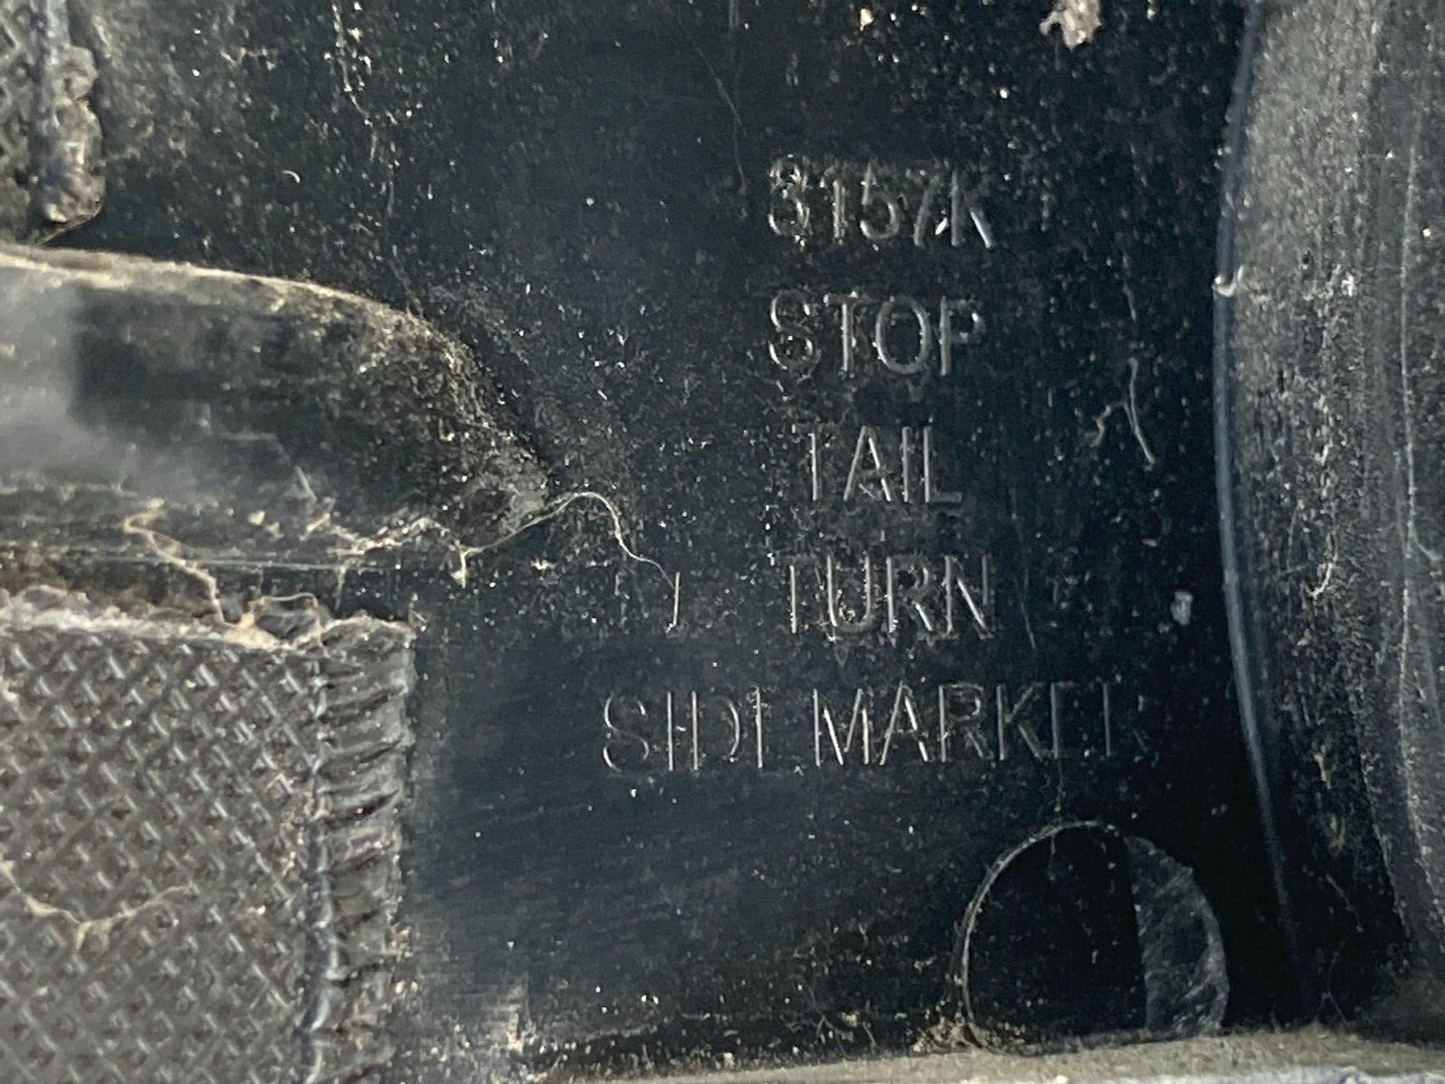 3157K
STOP
TAIL
TURN
SIDE MARKER